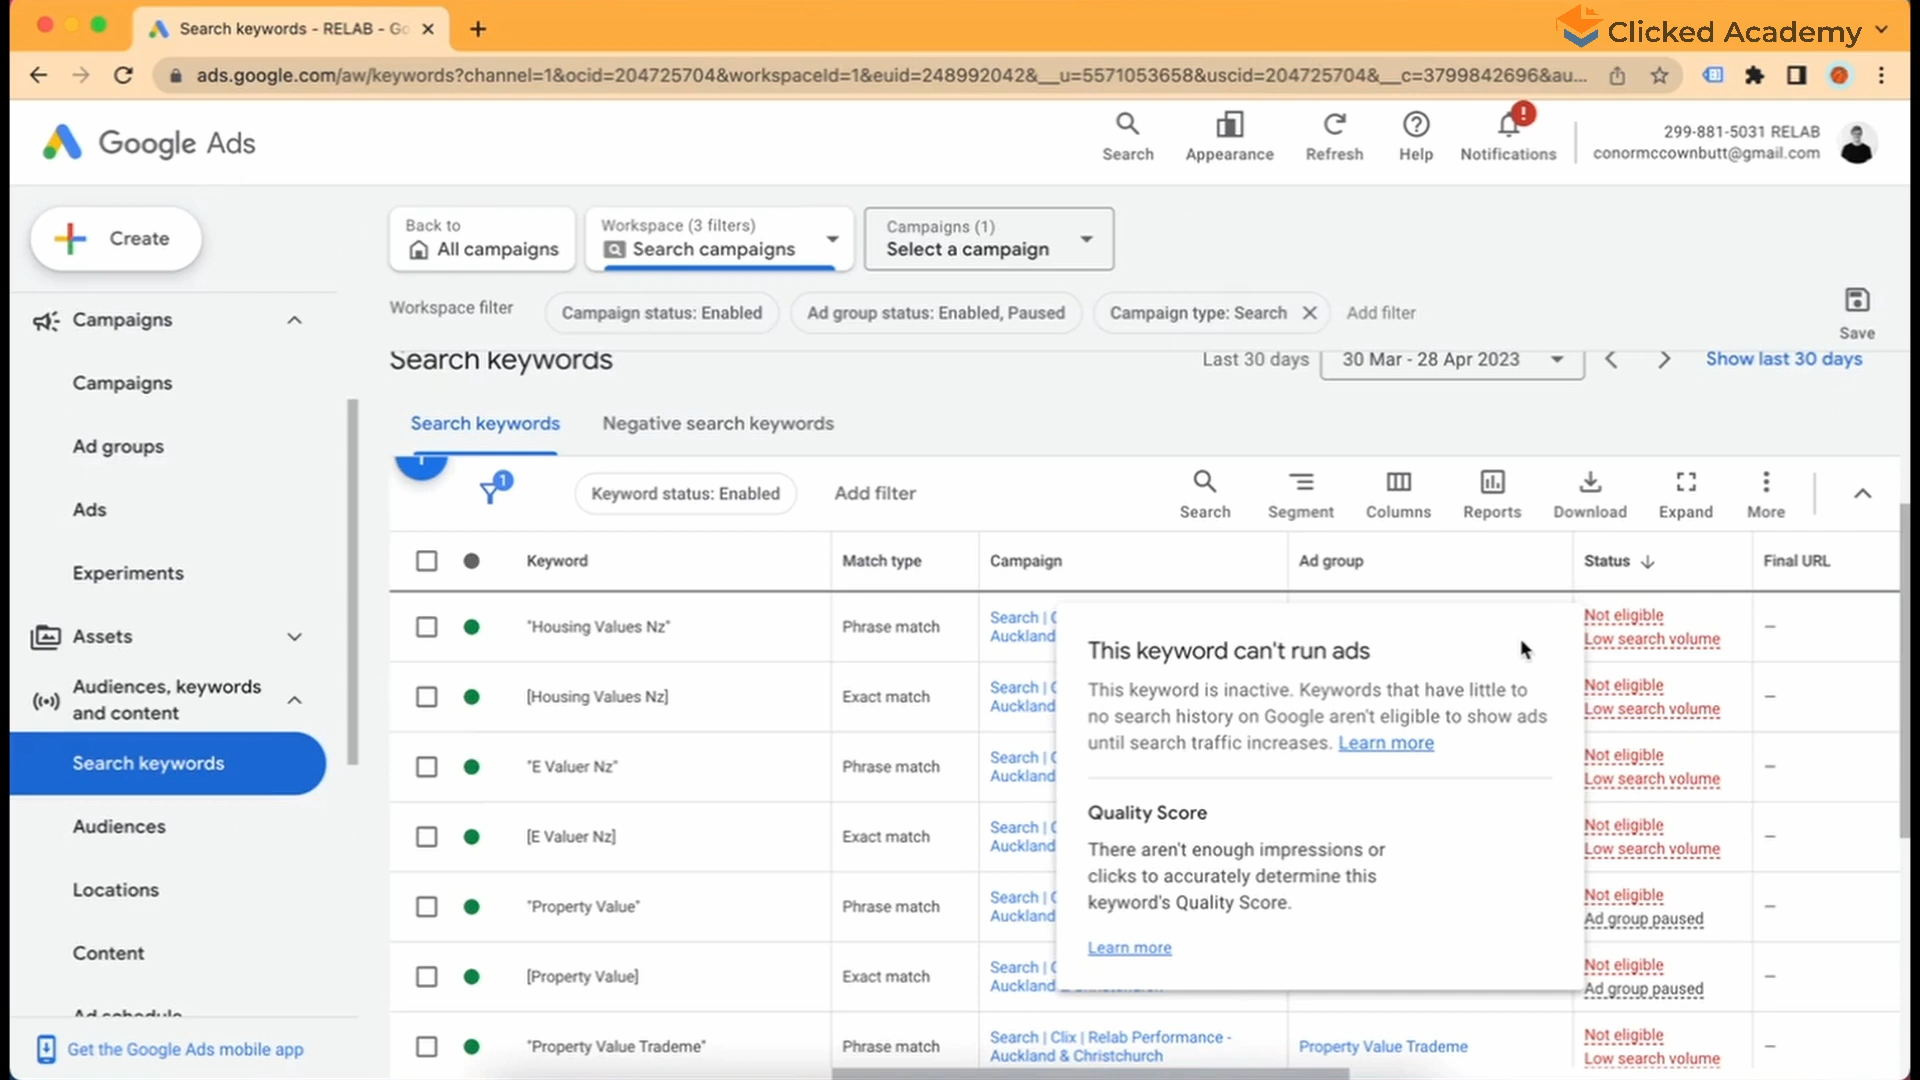 Search keywords - RELAB - Go
Clicked Academy
ads.google.com/aw/keywords?channel=1&ocid=204725704&workspaceId=1&euid=248992042&__u=5571053658&uscid=204725704&__c=3799842696&au...
Google Ads
Search
Appearance
Refresh
Help
!
Notifications
299-881-5031 RELAB
conormccownbutt@gmail.com
Create
Back to
All campaigns
Workspace (3 filters)
Search campaigns
Campaigns (1)
Select a campaign
Workspace filter
Campaign status: Enabled
Ad group status: Enabled, Paused
Campaign type: Search
Add filter
Save
Campaigns
Campaigns
Ad groups
Ads
Experiments
Assets
Audiences, keywords
and content
Search keywords
Audiences
Locations
Content
Ad schedule
Get the Google Ads mobile app
Search keywords
Last 30 days
30 Mar - 28 Apr 2023
Show last 30 days
Search keywords
Negative search keywords
1
Keyword status: Enabled
Add filter
Search
Segment
Columns
Reports
Download
Expand
More
Keyword
Match type
Campaign
Ad group
Status
Final URL
"Housing Values Nz"
Phrase match
Search | C
Auckland
Not eligible
Low search volume
–
[Housing Values Nz]
Exact match
Search | C
Auckland
Not eligible
Low search volume
–
"E Valuer Nz"
Phrase match
Search | C
Auckland
Not eligible
Low search volume
–
[E Valuer Nz]
Exact match
Search | C
Auckland
Not eligible
Low search volume
–
"Property Value"
Phrase match
Search | C
Auckland
Not eligible
Ad group paused
–
[Property Value]
Exact match
Search | C
Auckland & Christchurch
Not eligible
Ad group paused
–
"Property Value Trademe"
Phrase match
Search | Clix | Relab Performance -
Auckland & Christchurch
Property Value Trademe
Not eligible
Low search volume
–
This keyword can't run ads
This keyword is inactive. Keywords that have little to
no search history on Google aren't eligible to show ads
until search traffic increases. Learn more
Quality Score
There aren't enough impressions or
clicks to accurately determine this
keyword's Quality Score.
Learn more